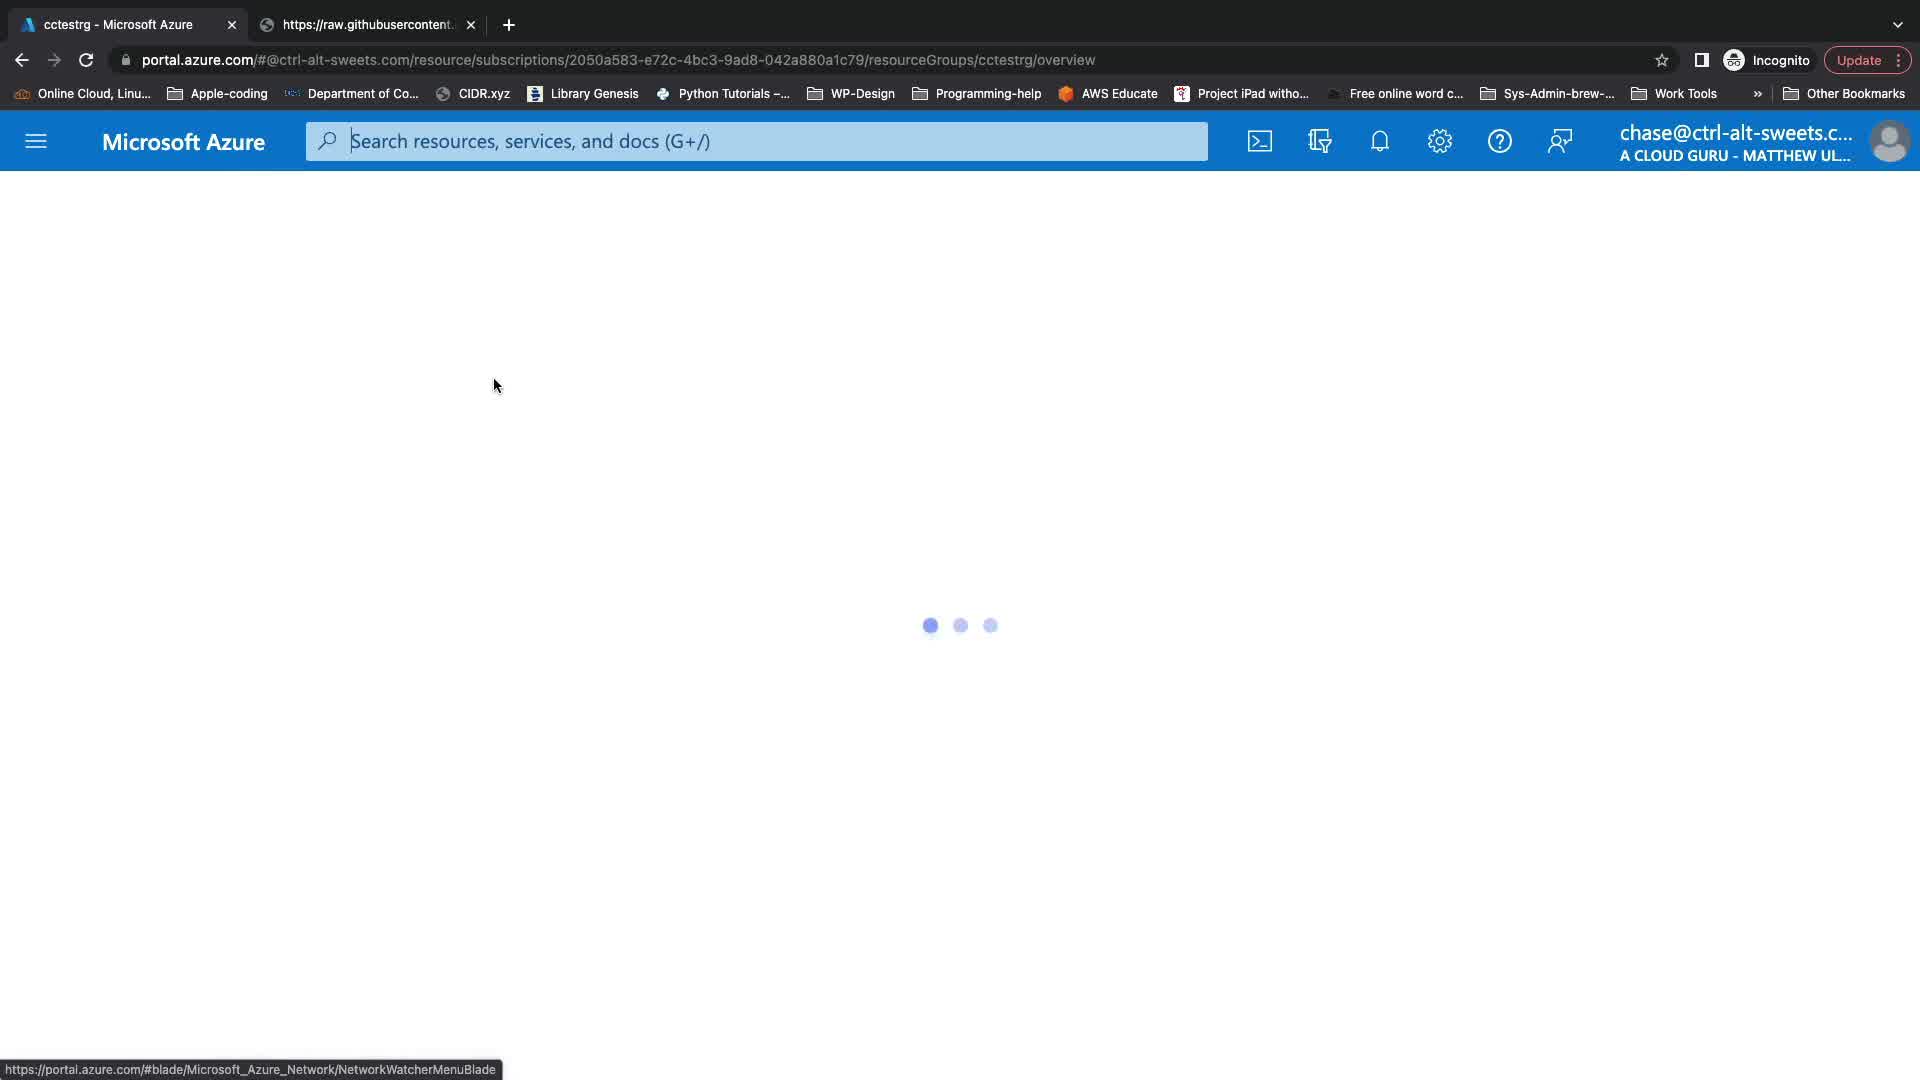 cctestrg - Microsoft Azure
https://raw.githubusercontent.
portal.azure.com/#@ctrl-alt-sweets.com/resource/subscriptions/2050a583-e72c-4bc3-9ad8-042a880a1c79/resourceGroups/cctestrg/overview
Incognito
Update
Online Cloud, Linu...
Apple-coding
Department of Co...
CIDR.xyz
Library Genesis
Python Tutorials –...
WP-Design
Programming-help
AWS Educate
Project iPad witho...
Free online word c...
Sys-Admin-brew-...
Work Tools
»
Other Bookmarks
Microsoft Azure
Search resources, services, and docs (G+/)
chase@ctrl-alt-sweets.c...
A CLOUD GURU - MATTHEW UL...
https://portal.azure.com/#blade/Microsoft_Azure_Network/NetworkWatcherMenuBlade